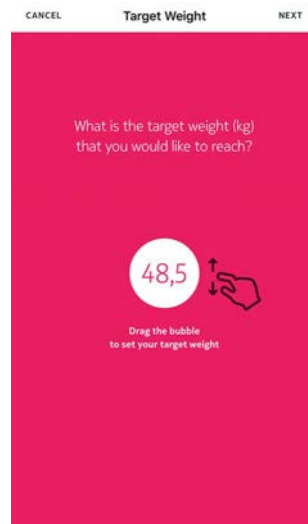 CANCEL Target Weight NEXT
What is the target weight (kg)
that you would like to reach?
48,5
Drag the bubble
to set your target weight